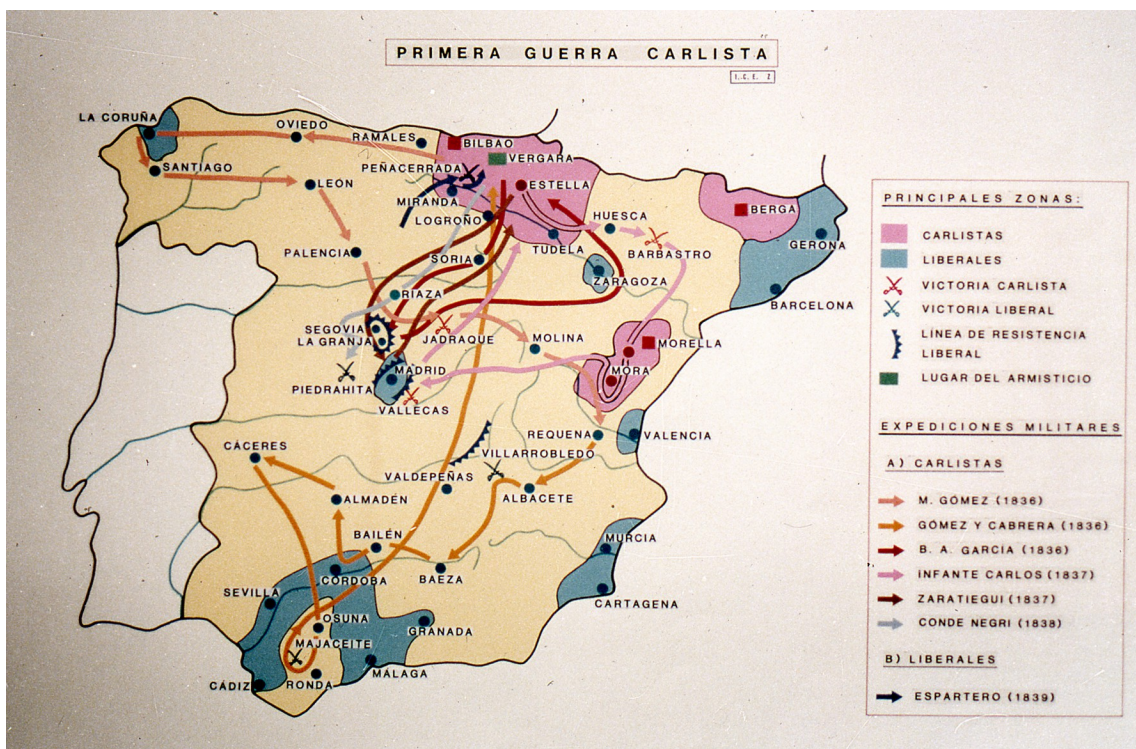 PRIMERA GUERRA CARLISTA
I.C.E. Z
LA CORUÑA
OVIEDO
RAMALES
BILBAO
VERGARA
SANTIAGO
PEÑACERRADA
LEÓN
ESTELLA
MIRANDA
LOGROÑO
HUESCA
BERGA
PALENCIA
SORIA
TUDELA
BARBASTRO
GERONA
ZARAGOZA
RIAZA
BARCELONA
SEGOVIA
LA GRANJA
JADRAQUE
MOLINA
MORELLA
MADRID
MORA
PIEDRAHITA
VALLECAS
CÁCERES
REQUENA
VALENCIA
VILLARROBLEDO
VALDEPEÑAS
ALMADÉN
ALBACETE
BAILÉN
MURCIA
CÓRDOBA
BAEZA
SEVILLA
CARTAGENA
OSUNA
GRANADA
MAJACEITE
MÁLAGA
CÁDIZ
RONDA
PRINCIPALES ZONAS:
CARLISTAS
LIBERALES
VICTORIA CARLISTA
VICTORIA LIBERAL
LÍNEA DE RESISTENCIA
LIBERAL
LUGAR DEL ARMISTICIO
EXPEDICIONES MILITARES
A) CARLISTAS
M. GÓMEZ (1836)
GÓMEZ Y CABRERA (1836)
B. A. GARCÍA (1836)
INFANTE CARLOS (1837)
ZARATIEGUI (1837)
CONDE NEGRI (1838)
B) LIBERALES
ESPARTERO (1839)